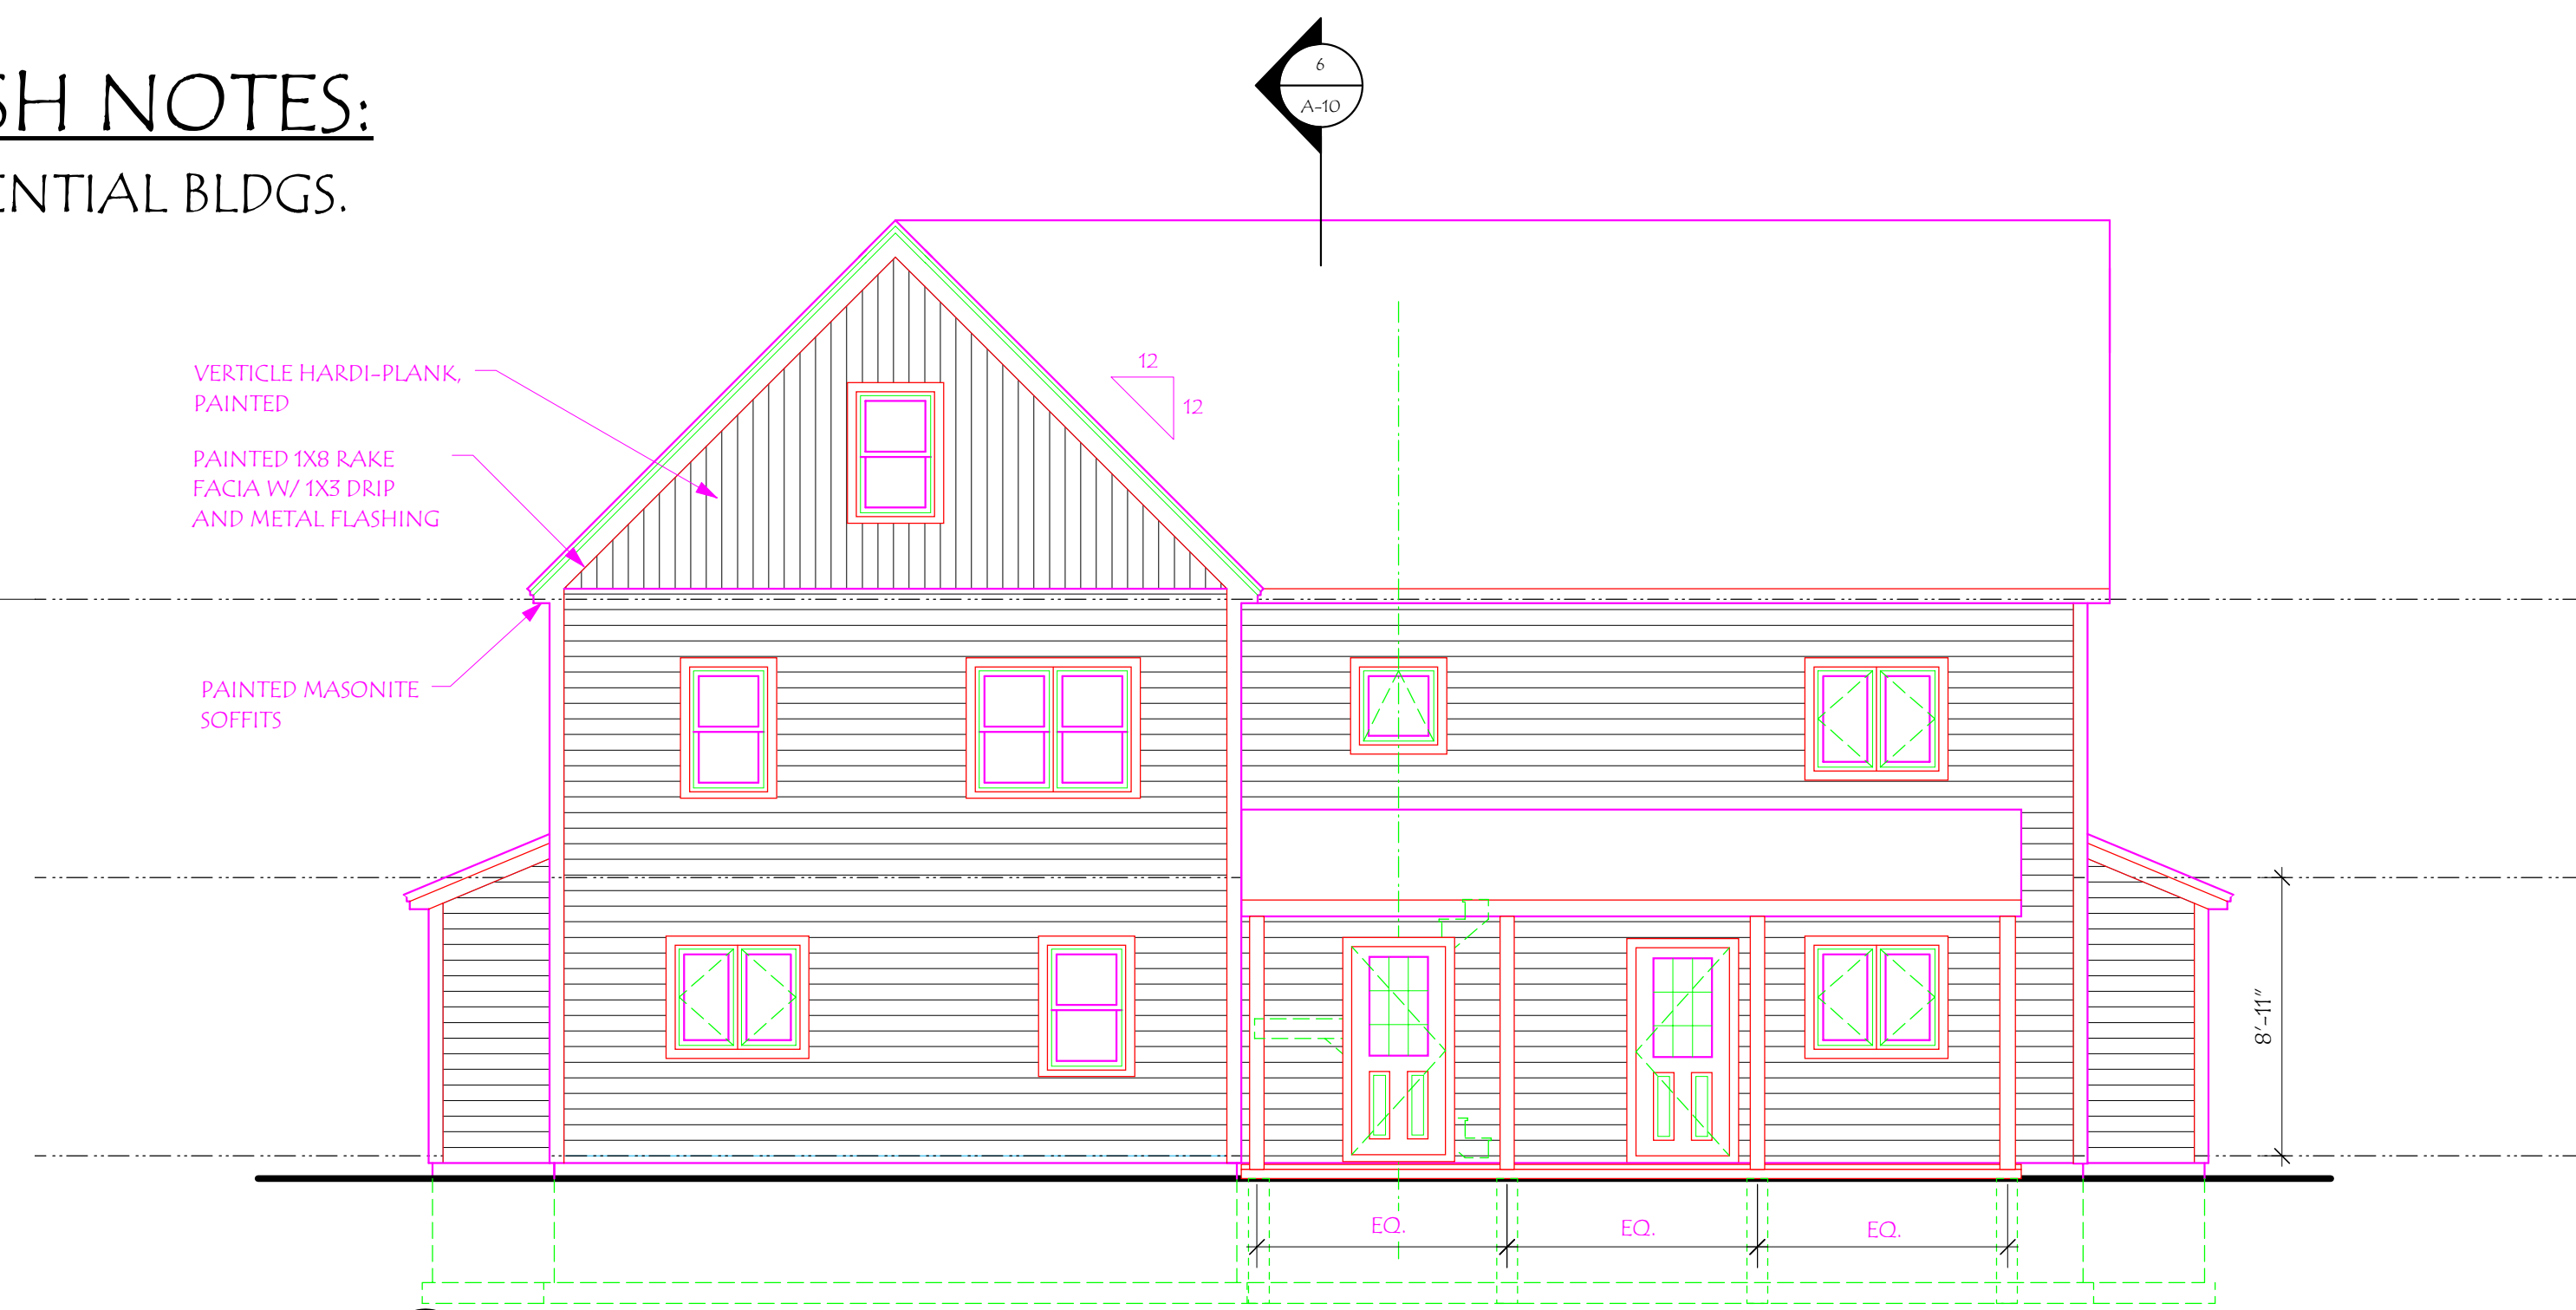 SH NOTES:
ENTIAL BLDGS.
6
A-10
VERTICLE HARDI-PLANK,
PAINTED
12
12
PAINTED 1X8 RAKE
FACIA W/ 1X3 DRIP
AND METAL FLASHING
PAINTED MASONITE
SOFFITS
8'-11"
EQ.
EQ.
EQ.